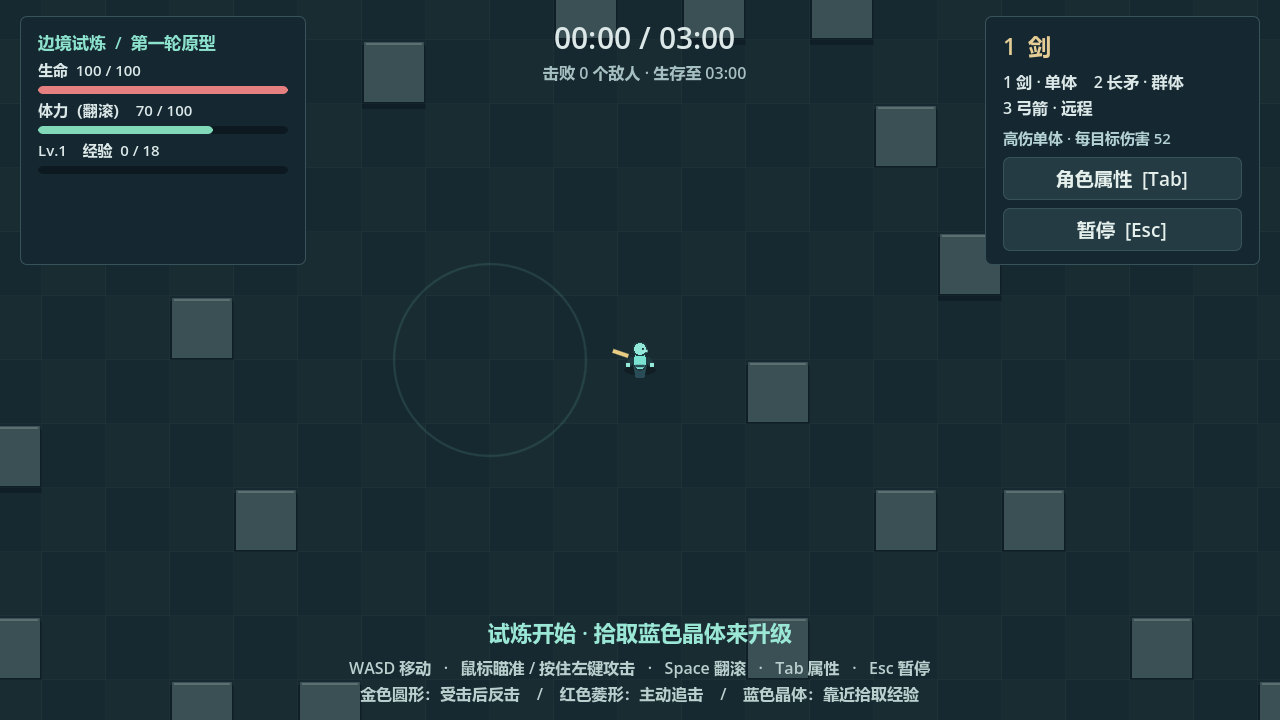 边境试炼 / 第一轮原型
生命 100 / 100
体力（翻滚） 70 / 100
Lv.1 经验 0 / 18
00:00 / 03:00
击败 0 个敌人 · 生存至 03:00
1 剑
1 剑 · 单体 2 长矛 · 群体
3 弓箭 · 远程
高伤单体 · 每目标伤害 52
角色属性 [Tab]
暂停 [Esc]
试炼开始 · 拾取蓝色晶体来升级
WASD 移动 · 鼠标瞄准 / 按住左键攻击 · Space 翻滚 · Tab 属性 · Esc 暂停
金色圆形：受击后反击 / 红色菱形：主动追击 / 蓝色晶体：靠近拾取经验